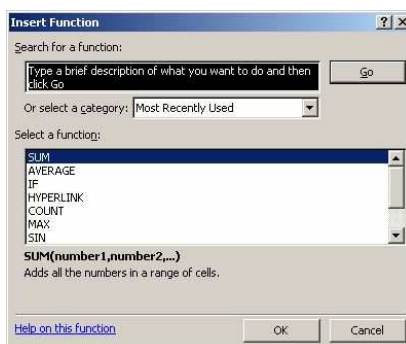 Insert Function
Search for a function:
Type a brief description of what you want to do and then
click Go
Go
Or select a category: Most Recently Used
Select a function:
SUM
AVERAGE
IF
HYPERLINK
COUNT
MAX
SIN
SUM(number1,number2,...)
Adds all the numbers in a range of cells.
Help on this function
OK
Cancel